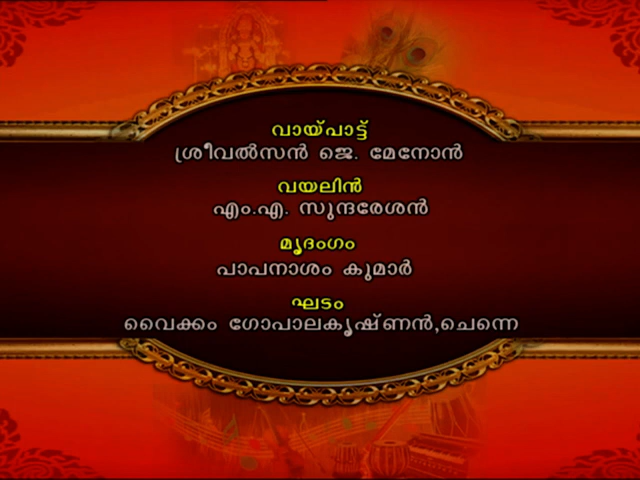 വായ്പാട്ട്
ശ്രീവൽസൻ ജെ. മേനോൻ
വയലിൻ
എം.എ. സുന്ദരേശൻ
മൃദംഗം
പാപനാശം കുമാർ
ഘടം
വൈക്കം ഗോപാലകൃഷ്ണൻ,ചെന്നൈ